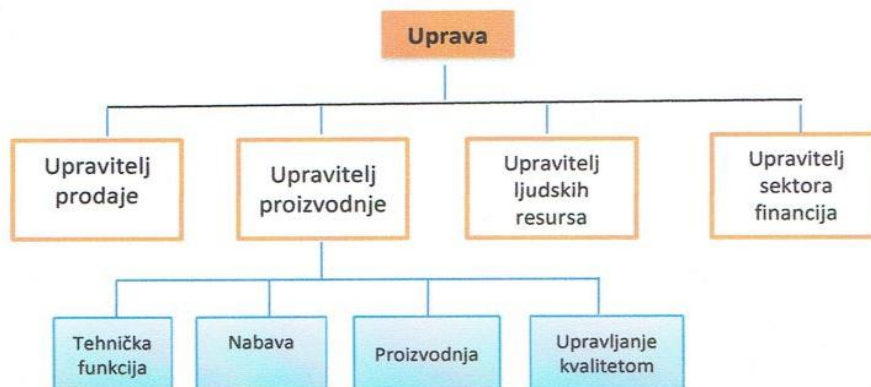 Uprava
Upravitelj
prodaje
Upravitelj
proizvodnje
Upravitelj
ljudskih
resursa
Upravitelj
sektora
financija
Tehnička
funkcija
Nabava
Proizvodnja
Upravljanje
kvalitetom